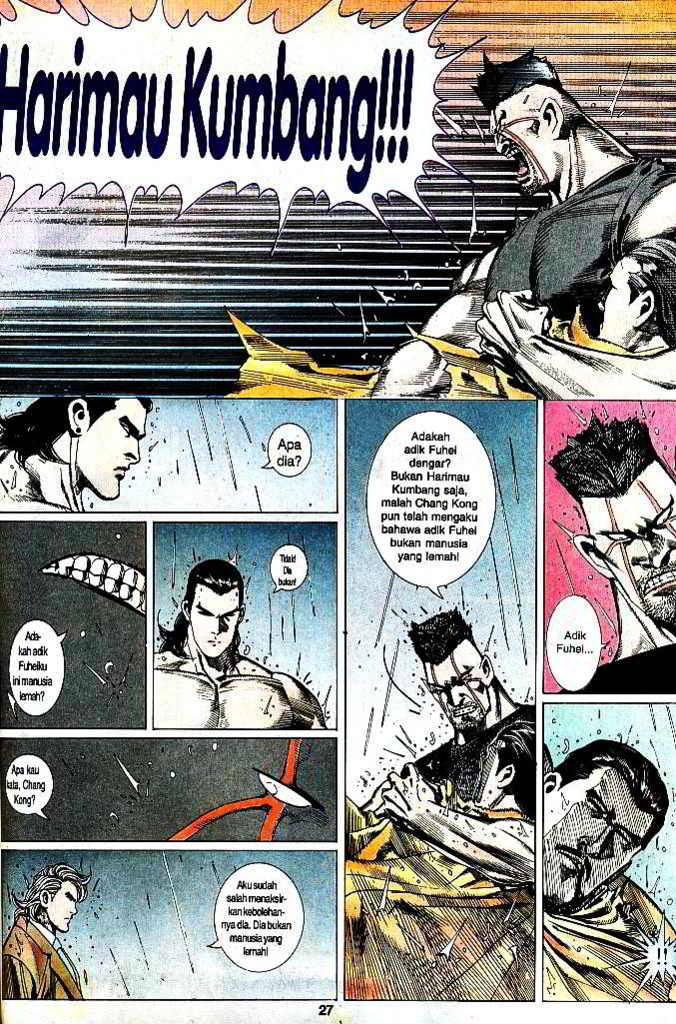 Harimau Kumbang!!!
Apa
dia?
Ada-
kah adik
Fuheiku
ini manusia
lemah?
Tidak!
Dia
bukan!
Apa kau
kata, Chang
Kong?
Aku sudah
salah menaksir-
kan kebolehan-
nya dia. Dia bukan
manusia yang
lemah!
Adakah
adik Fuhei
dengar?
Bukan Harimau
Kumbang saja,
malah Chang Kong
pun telah mengaku
bahawa adik Fuhei
bukan manusia
yang lemah!
Adik
Fuhei...
!!
27